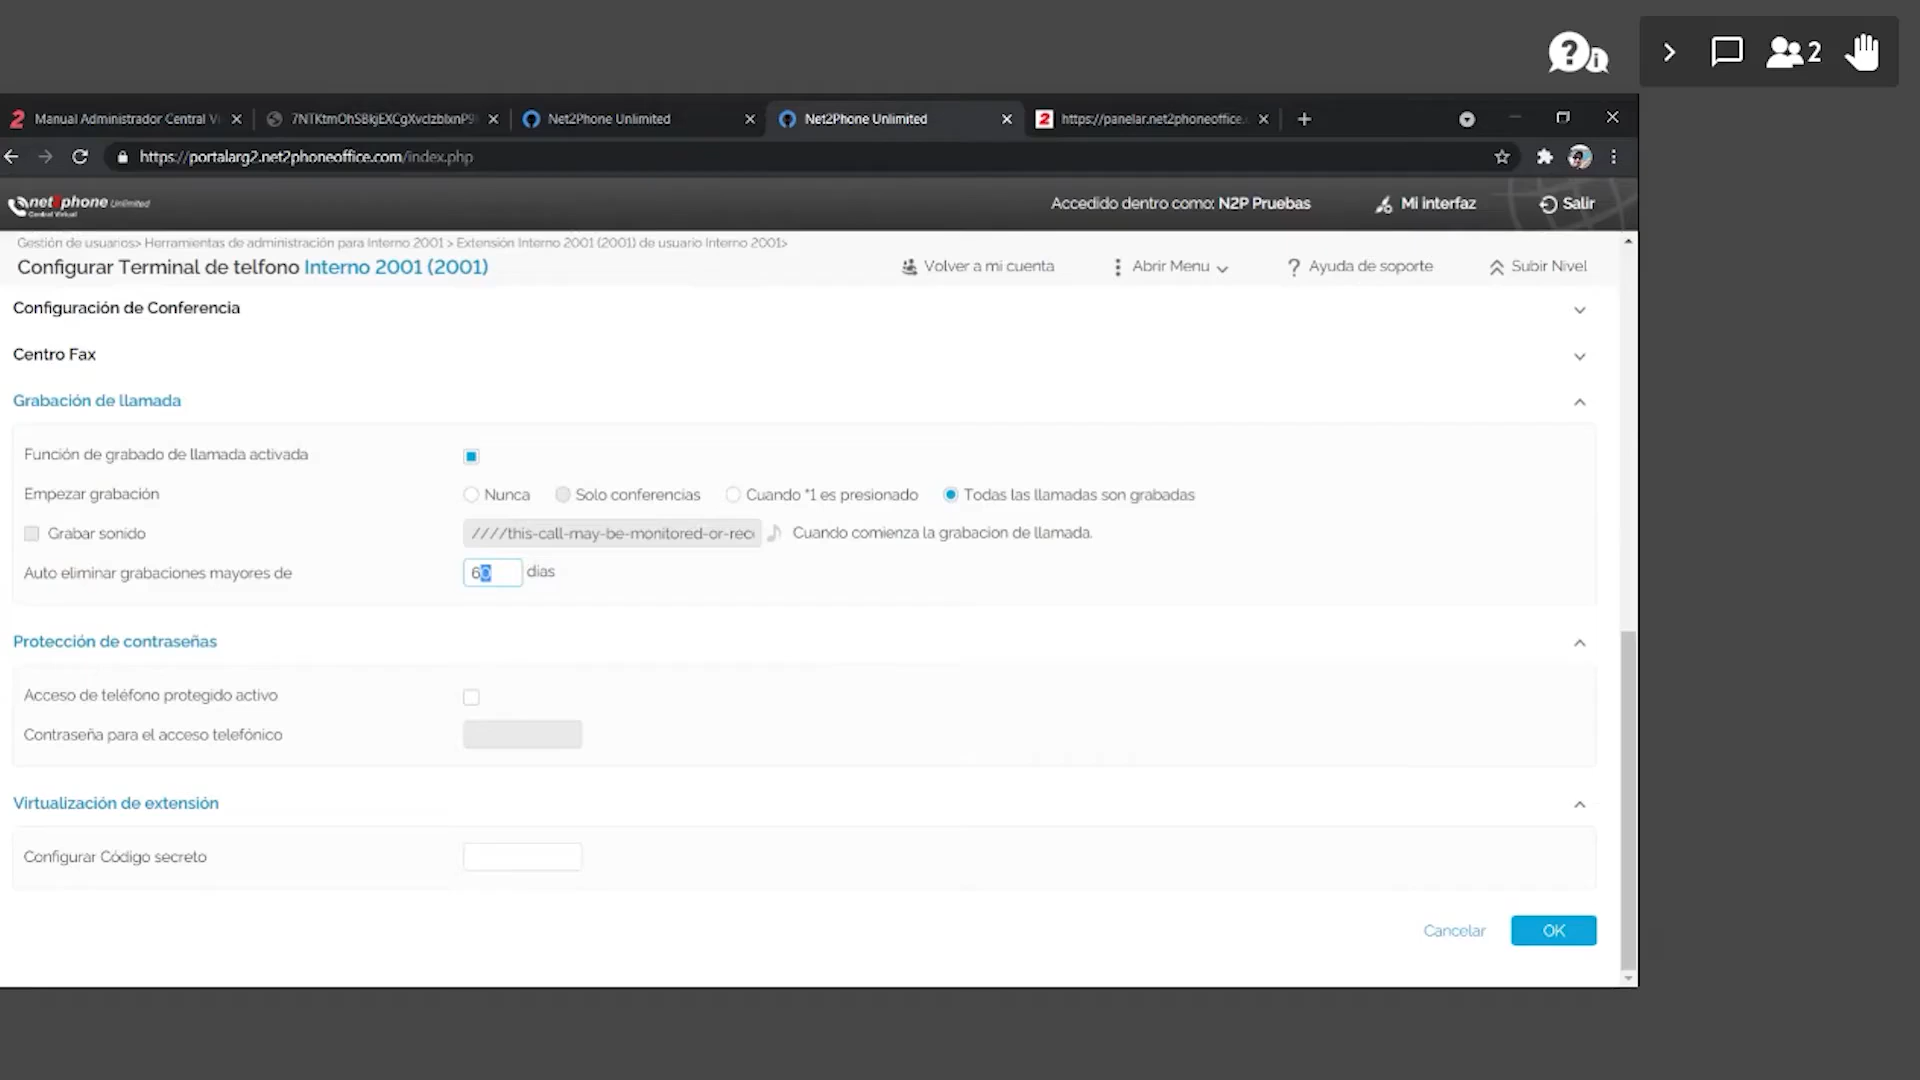 2
Manual Administrador Central Vi
7NTKtmOhSBkjEXCgXvcIzbIxnP9
Net2Phone Unlimited
Net2Phone Unlimited
https://panelar.net2phoneoffice.
https://portalarg2.net2phoneoffice.com/index.php
net2phone Unlimited
Central Virtual
Accedido dentro como: N2P Pruebas
Mi interfaz
Salir
Gestión de usuarios> Herramientas de administración para Interno 2001 > Extensión Interno 2001 (2001) de usuario Interno 2001>
Configurar Terminal de telfono Interno 2001 (2001)
Volver a mi cuenta
Abrir Menu
Ayuda de soporte
Subir Nivel
Configuración de Conferencia
Centro Fax
Grabación de llamada
Función de grabado de llamada activada
Empezar grabación
Nunca
Solo conferencias
Cuando *1 es presionado
Todas las llamadas son grabadas
Grabar sonido
////this-call-may-be-monitored-or-rec
Cuando comienza la grabacion de llamada.
Auto eliminar grabaciones mayores de
60
dias
Protección de contraseñas
Acceso de teléfono protegido activo
Contraseña para el acceso telefónico
Virtualización de extensión
Configurar Código secreto
Cancelar
OK